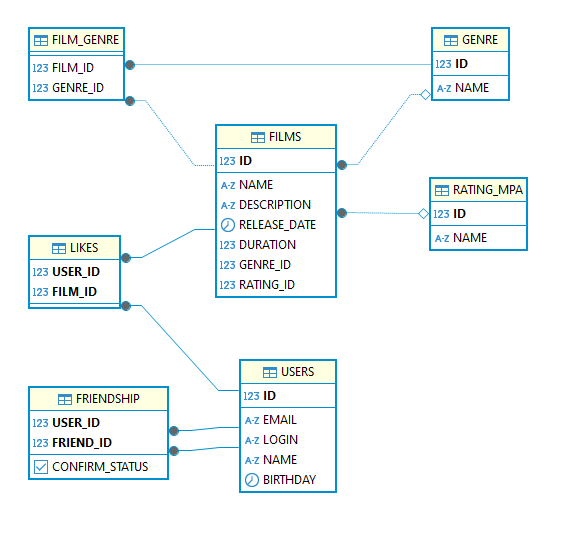 FILM_GENRE
123 FILM_ID
123 GENRE_ID
GENRE
123 ID
A-Z NAME
FILMS
123 ID
A-Z NAME
A-Z DESCRIPTION
RELEASE_DATE
123 DURATION
123 GENRE_ID
123 RATING_ID
RATING_MPA
123 ID
A-Z NAME
LIKES
123 USER_ID
123 FILM_ID
USERS
123 ID
A-Z EMAIL
A-Z LOGIN
A-Z NAME
BIRTHDAY
FRIENDSHIP
123 USER_ID
123 FRIEND_ID
CONFIRM_STATUS